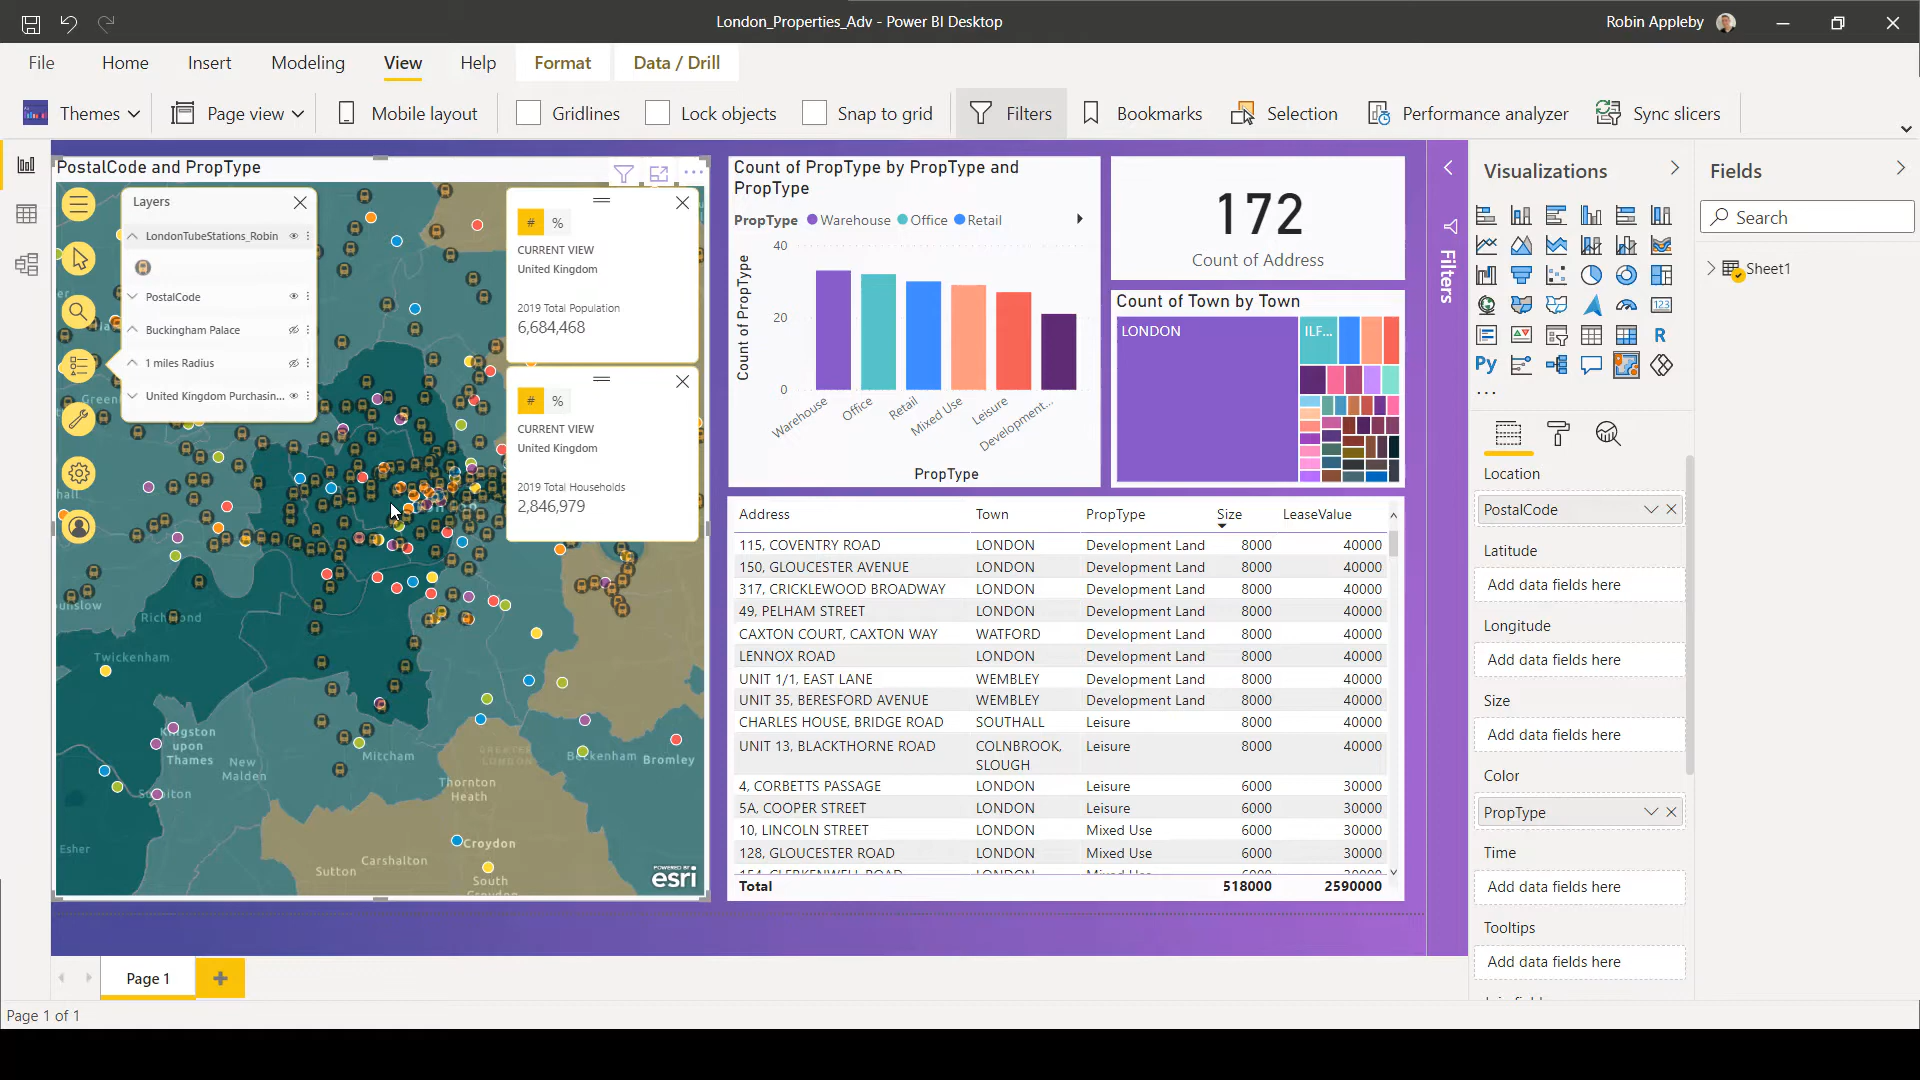 London_Properties_Adv - Power BI Desktop
Robin Appleby
File
Home
Insert
Modeling
View
Help
Format
Data / Drill
Themes
Page view
Mobile layout
Gridlines
Lock objects
Snap to grid
Filters
Bookmarks
Selection
Performance analyzer
Sync slicers
PostalCode and PropType
Layers
LondonTubeStations_Robin
PostalCode
Buckingham Palace
1 miles Radius
United Kingdom Purchasin...
# %
CURRENT VIEW
United Kingdom
2019 Total Population
6,684,468
# %
CURRENT VIEW
United Kingdom
2019 Total Households
2,846,979
Richmond
Twickenham
Kingston
upon
Thames
New
Malden
Mitcham
GREATER
LONDON
Beckenham
Bromley
Thornton
Heath
Croydon
Carshalton
Sutton
South
Esher
POWERED BY
esri
Count of PropType by PropType and
PropType
PropType Warehouse Office Retail
Count of PropType
40
20
0
Warehouse
Office
Retail
Mixed Use
Leisure
Development...
PropType
172
Count of Address
Count of Town by Town
LONDON
ILF...
Address Town PropType Size LeaseValue
115, COVENTRY ROAD LONDON Development Land 8000 40000
150, GLOUCESTER AVENUE LONDON Development Land 8000 40000
317, CRICKLEWOOD BROADWAY LONDON Development Land 8000 40000
49, PELHAM STREET LONDON Development Land 8000 40000
CAXTON COURT, CAXTON WAY WATFORD Development Land 8000 40000
LENNOX ROAD LONDON Development Land 8000 40000
UNIT 1/1, EAST LANE WEMBLEY Development Land 8000 40000
UNIT 35, BERESFORD AVENUE WEMBLEY Development Land 8000 40000
CHARLES HOUSE, BRIDGE ROAD SOUTHALL Leisure 8000 40000
UNIT 13, BLACKTHORNE ROAD COLNBROOK, Leisure 8000 40000
SLOUGH
4, CORBETTS PASSAGE LONDON Leisure 6000 30000
5A, COOPER STREET LONDON Leisure 6000 30000
10, LINCOLN STREET LONDON Mixed Use 6000 30000
128, GLOUCESTER ROAD LONDON Mixed Use 6000 30000
Total 518000 2590000
Filters
Visualizations
R
Py
123
...
Location
PostalCode
Latitude
Add data fields here
Longitude
Add data fields here
Size
Add data fields here
Color
PropType
Time
Add data fields here
Tooltips
Add data fields here
Fields
Search
Sheet1
Page 1
Page 1 of 1